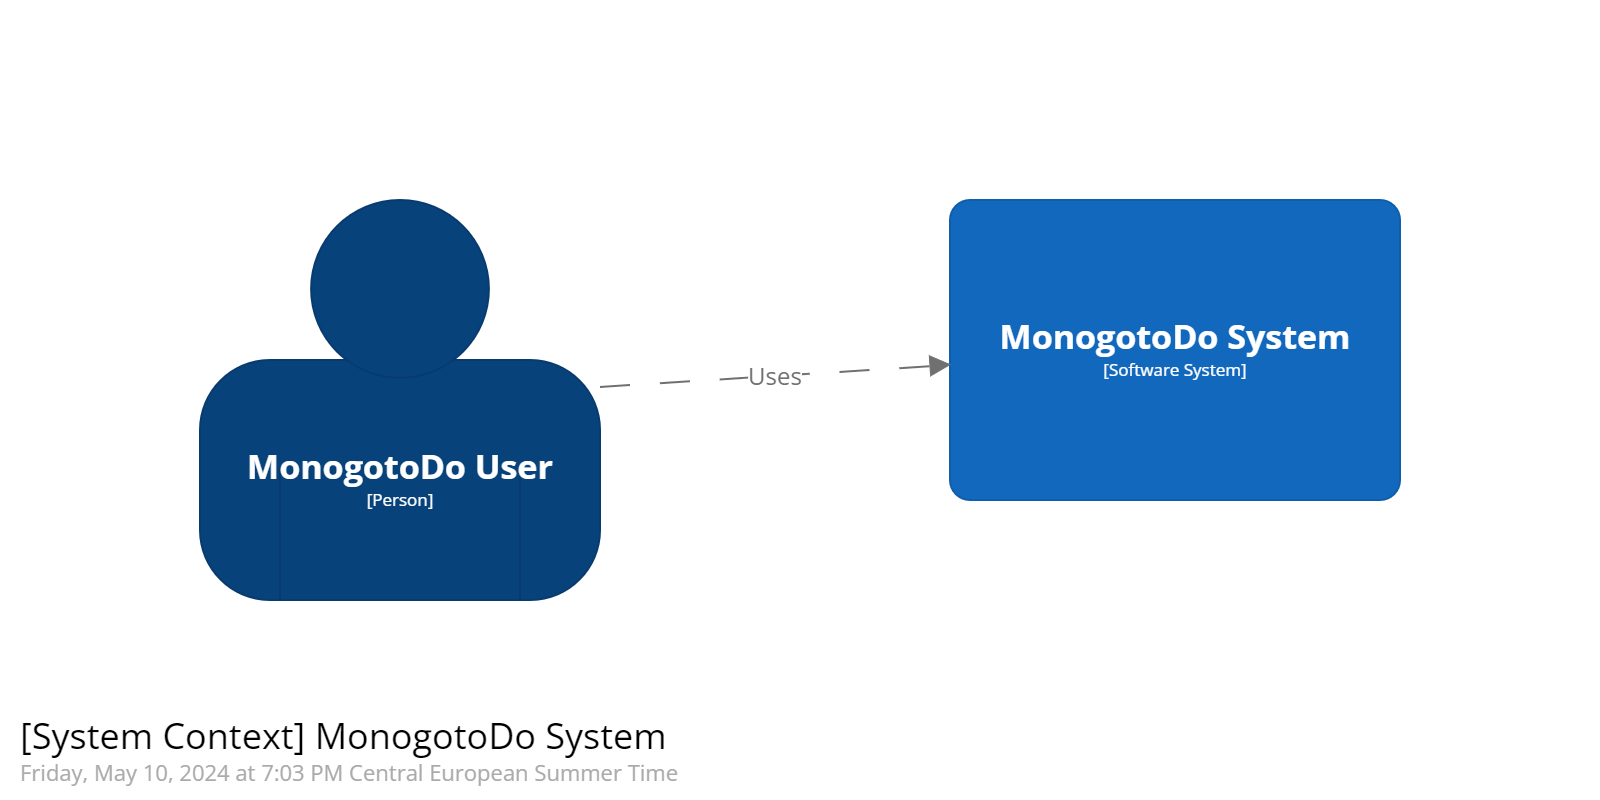 MonogotoDo User
[Person]
Uses
MonogotoDo System
[Software System]
[System Context] MonogotoDo System
Friday, May 10, 2024 at 7:03 PM Central European Summer Time